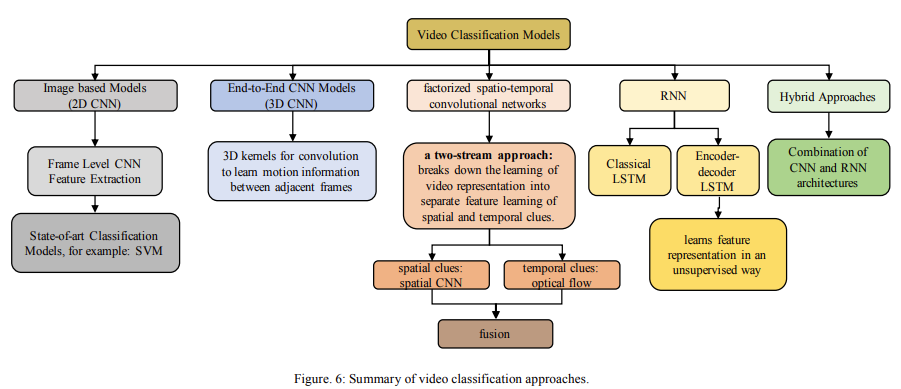 Video Classification Models
Image based Models
(2D CNN)
End-to-End CNN Models
(3D CNN)
factorized spatio-temporal
convolutional networks
RNN
Hybrid Approaches
Frame Level CNN
Feature Extraction
3D kernels for convolution
to learn motion information
between adjacent frames
a two-stream approach:
breaks down the learning of
video representation into
separate feature learning of
spatial and temporal clues.
Classical
LSTM
Encoder-
decoder
LSTM
Combination of
CNN and RNN
architectures
State-of-art Classification
Models, for example: SVM
spatial clues:
spatial CNN
temporal clues:
optical flow
learns feature
representation in an
unsupervised way
fusion
Figure. 6: Summary of video classification approaches.